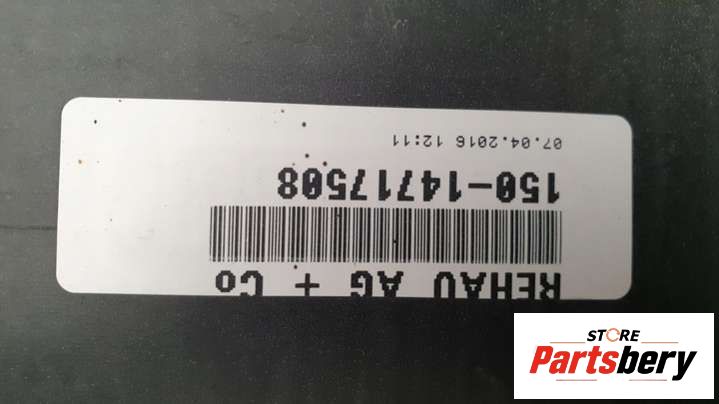 REHAU AG + Co
150-14717508
07.04.2016 12:11
STORE
Partsbery